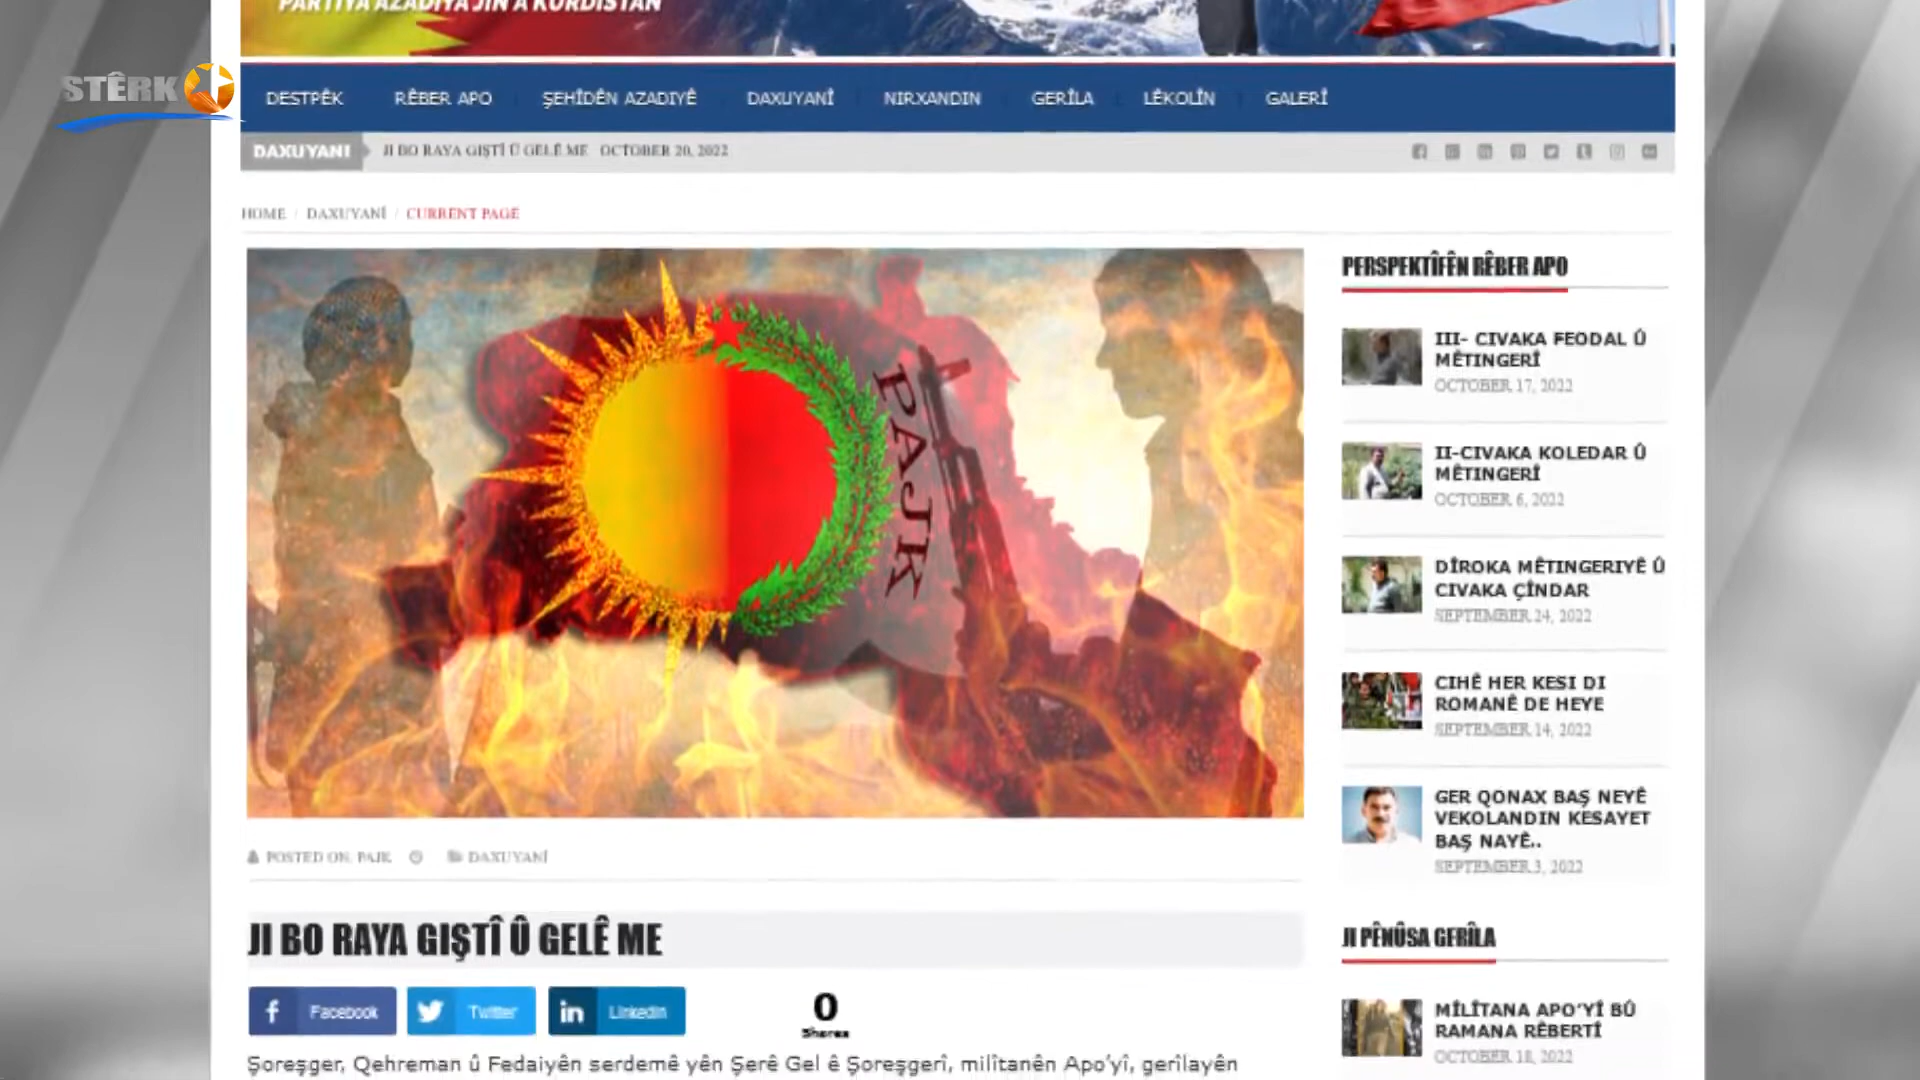 PARTIYA AZADIYA JIN A KURDISTAN
STÊRK
DESTPÊK RÊBER APO ŞEHÎDÊN AZADIYÊ DAXUYANÎ NIRXANDIN GERÎLA LÊKOLÎN GALERÎ
DAXUYANI JI BO RAYA GIŞTÎ Û GELÊ ME OCTOBER 20, 2022
HOME / DAXUYANÎ / CURRENT PAGE
PAJK
POSTED ON: PAJK DAXUYANÎ
JI BO RAYA GIŞTÎ Û GELÊ ME
Facebook Twitter LinkedIn
0
Shares
Şoreşger, Qehreman û Fedaiyên serdemê yên Şerê Gel ê Şoreşgerî, milîtanên Apo'yî, gerîlayên
PERSPEKTÎFÊN RÊBER APO
III- CIVAKA FEODAL Û
MÊTINGERÎ
OCTOBER 17, 2022
II-CIVAKA KOLEDAR Û
MÊTINGERÎ
OCTOBER 6, 2022
DÎROKA MÊTINGERIYÊ Û
CIVAKA ÇÎNDAR
SEPTEMBER 24, 2022
CIHÊ HER KESI DI
ROMANÊ DE HEYE
SEPTEMBER 14, 2022
GER QONAX BAŞ NEYÊ
VEKOLANDIN KESAYET
BAŞ NAYÊ..
SEPTEMBER 3, 2022
JI PÊNÛSA GERÎLA
MÎLÎTANA APO'YÎ BÛ
RAMANA RÊBERTÎ
OCTOBER 18, 2022